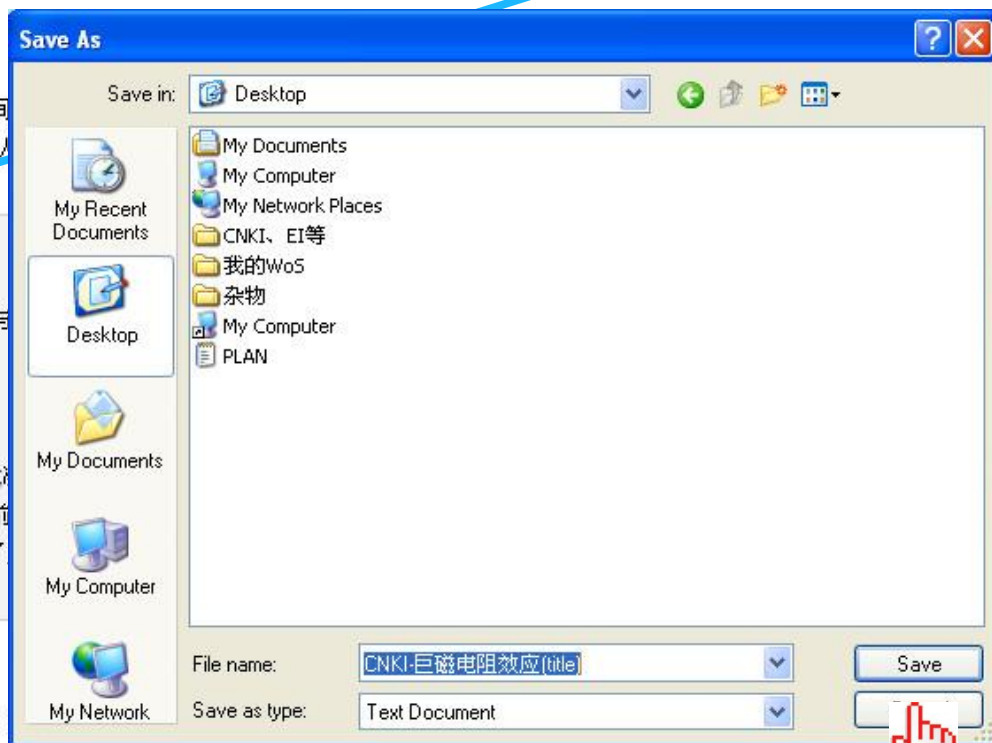 Save As
Save in:
Desktop
My Recent
Documents
Desktop
My Documents
My Computer
My Network
My Documents
My Computer
My Network Places
CNKI、EI等
我的WoS
杂物
My Computer
PLAN
File name:
CNKI-巨磁电阻效应(title)
Save
Save as type:
Text Document